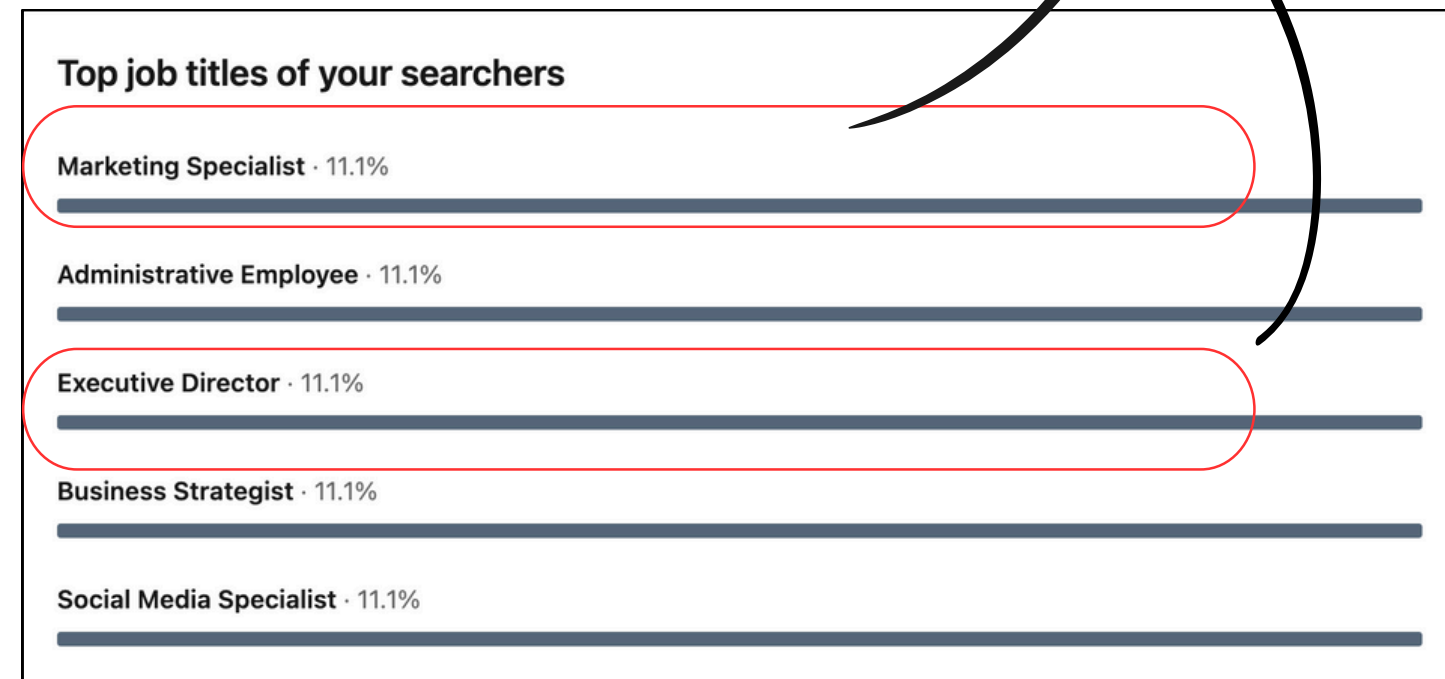 Top job titles of your searchers
Marketing Specialist · 11.1%
Administrative Employee · 11.1%
Executive Director · 11.1%
Business Strategist · 11.1%
Social Media Specialist · 11.1%